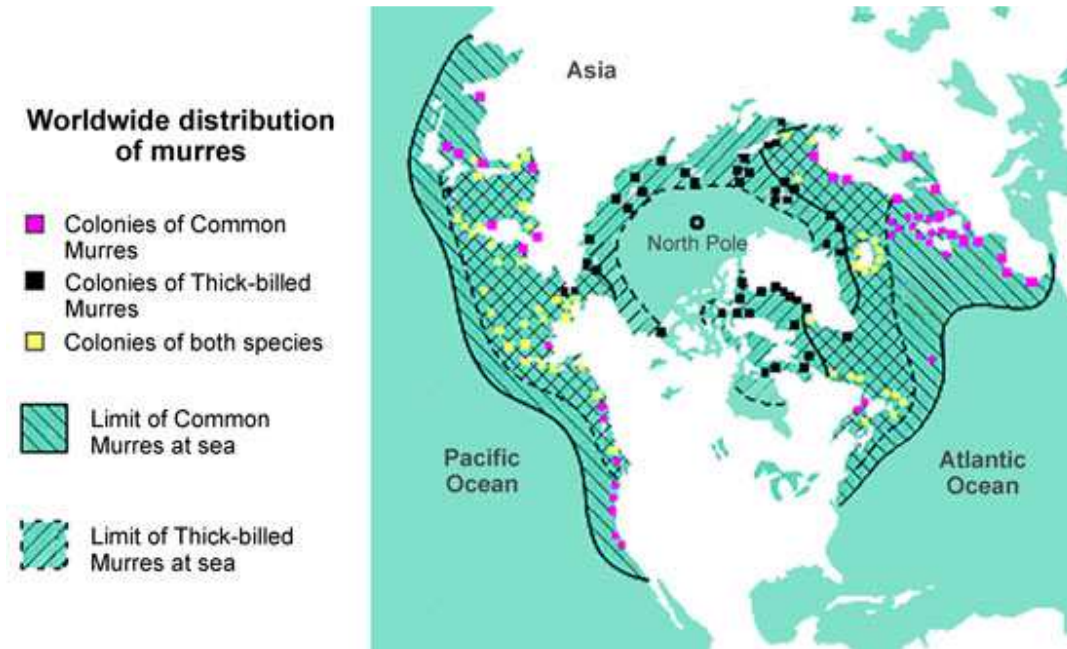 Worldwide distribution
of murres
Colonies of Common
Murres
Colonies of Thick-billed
Murres
Colonies of both species
Limit of Common
Murres at sea
Limit of Thick-billed
Murres at sea
Asia
North Pole
Pacific
Ocean
Atlantic
Ocean